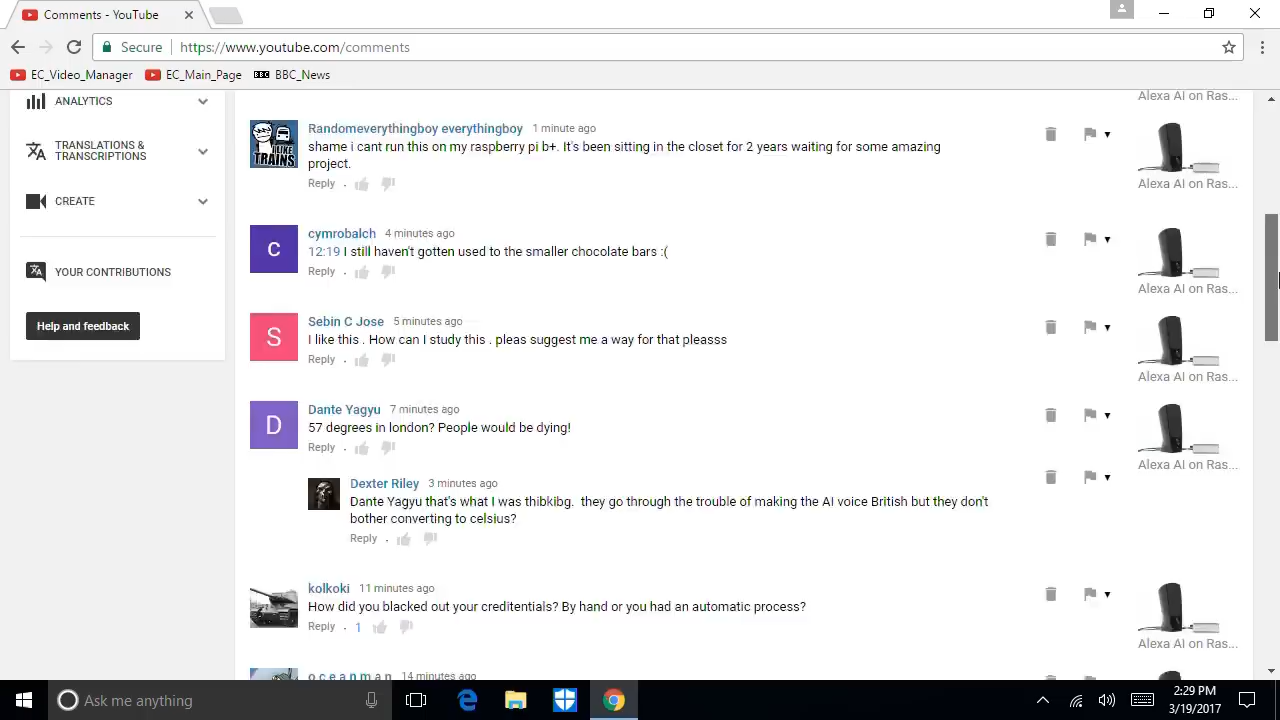 Comments - YouTube
Secure https://www.youtube.com/comments
EC_Video_Manager EC_Main_Page BBC BBC_News
ANALYTICS
TRANSLATIONS &
TRANSCRIPTIONS
CREATE
YOUR CONTRIBUTIONS
Help and feedback
Alexa AI on Ras...
I LIKE TRAINS
Randomeverythingboy everythingboy 1 minute ago
shame i cant run this on my raspberry pi b+. It's been sitting in the closet for 2 years waiting for some amazing
project.
Reply
Alexa AI on Ras...
c
cymrobalch 4 minutes ago
12:19 I still haven't gotten used to the smaller chocolate bars :(
Reply
Alexa AI on Ras...
S
Sebin C Jose 5 minutes ago
I like this . How can I study this . pleas suggest me a way for that pleasss
Reply
Alexa AI on Ras...
D
Dante Yagyu 7 minutes ago
57 degrees in london? People would be dying!
Reply
Alexa AI on Ras...
Dexter Riley 3 minutes ago
Dante Yagyu that's what I was thibkibg. they go through the trouble of making the AI voice British but they don't
bother converting to celsius?
Reply
kolkoki 11 minutes ago
How did you blacked out your creditentials? By hand or you had an automatic process?
Reply 1
Alexa AI on Ras...
o c e a n m a n 14 minutes ago
Ask me anything
2:29 PM
3/19/2017